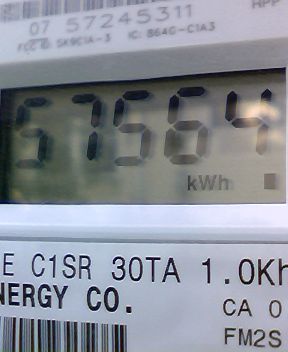 HPP
07 57245311
FCC ID: SK9C1A-3 IC: 864G-C1A3
57564
kWh
E C1SR 30TA 1.0Kh
NERGY CO.
CA 0
FM2S